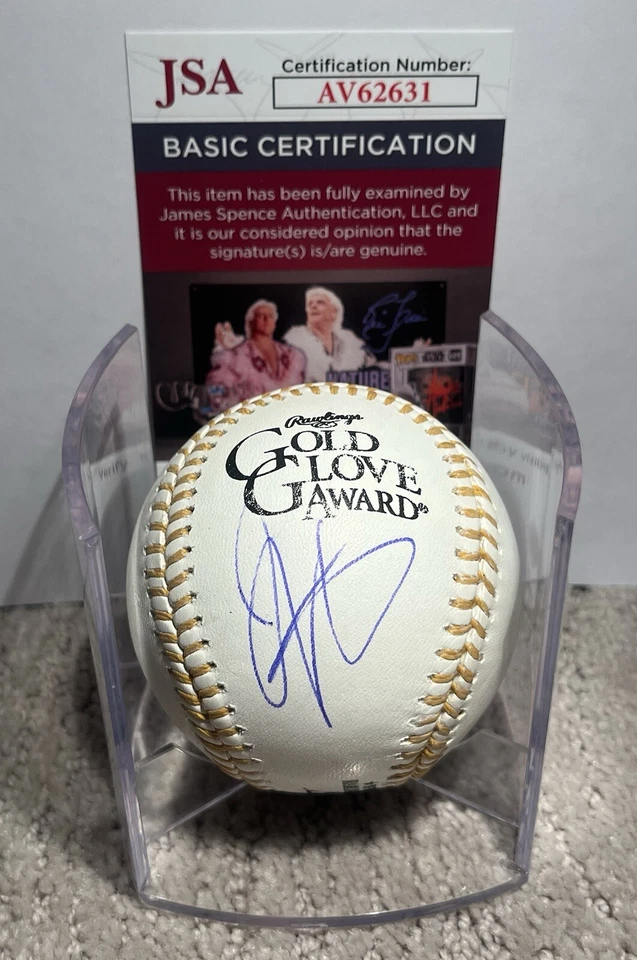 JSA
Certification Number:
AV62631
BASIC CERTIFICATION
This item has been fully examined by
James Spence Authentication, LLC and
it is our considered opinion that the
signature(s) is/are genuine.
NATURE
Rawlings
GOLD
GLOVE
AWARD®